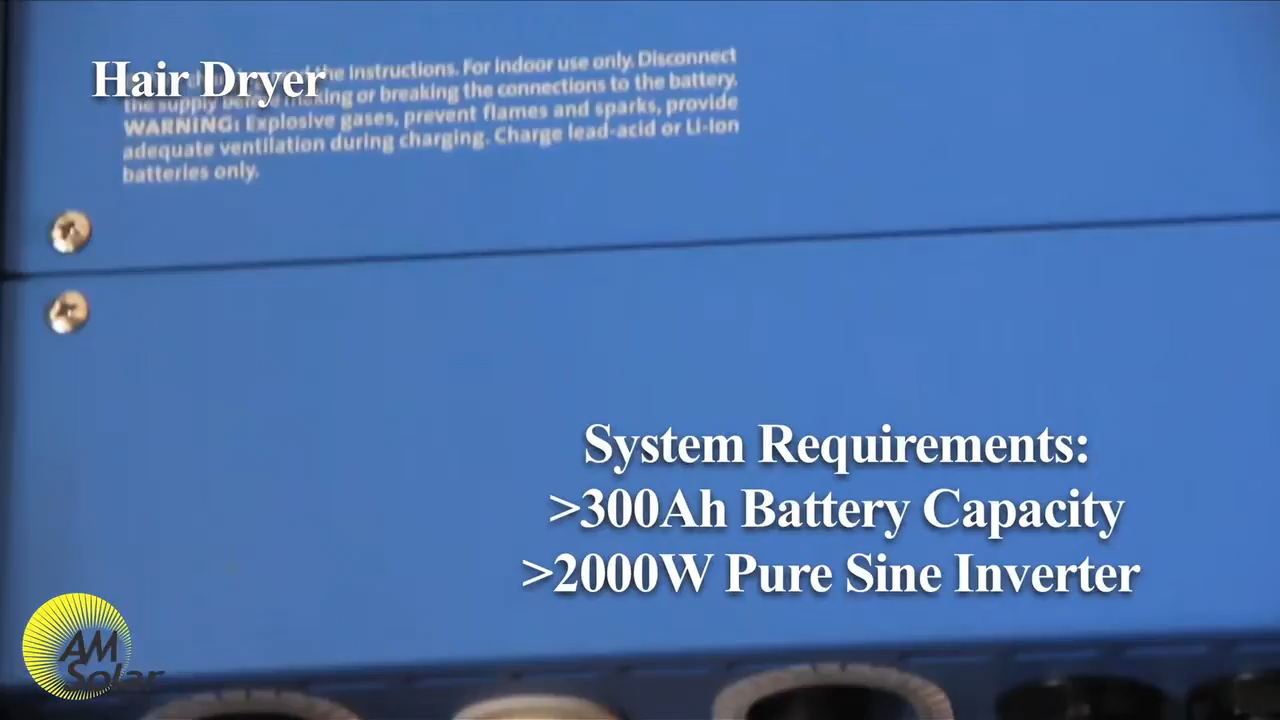 Hair Dryer
the instructions. For indoor use only. Disconnect
the supply making or breaking the connections to the battery.
WARNING: Explosive gases, prevent flames and sparks, provide
adequate ventilation during charging. Charge lead-acid or Li-Ion
batteries only.
System Requirements:
>300Ah Battery Capacity
>2000W Pure Sine Inverter
AM
Solar